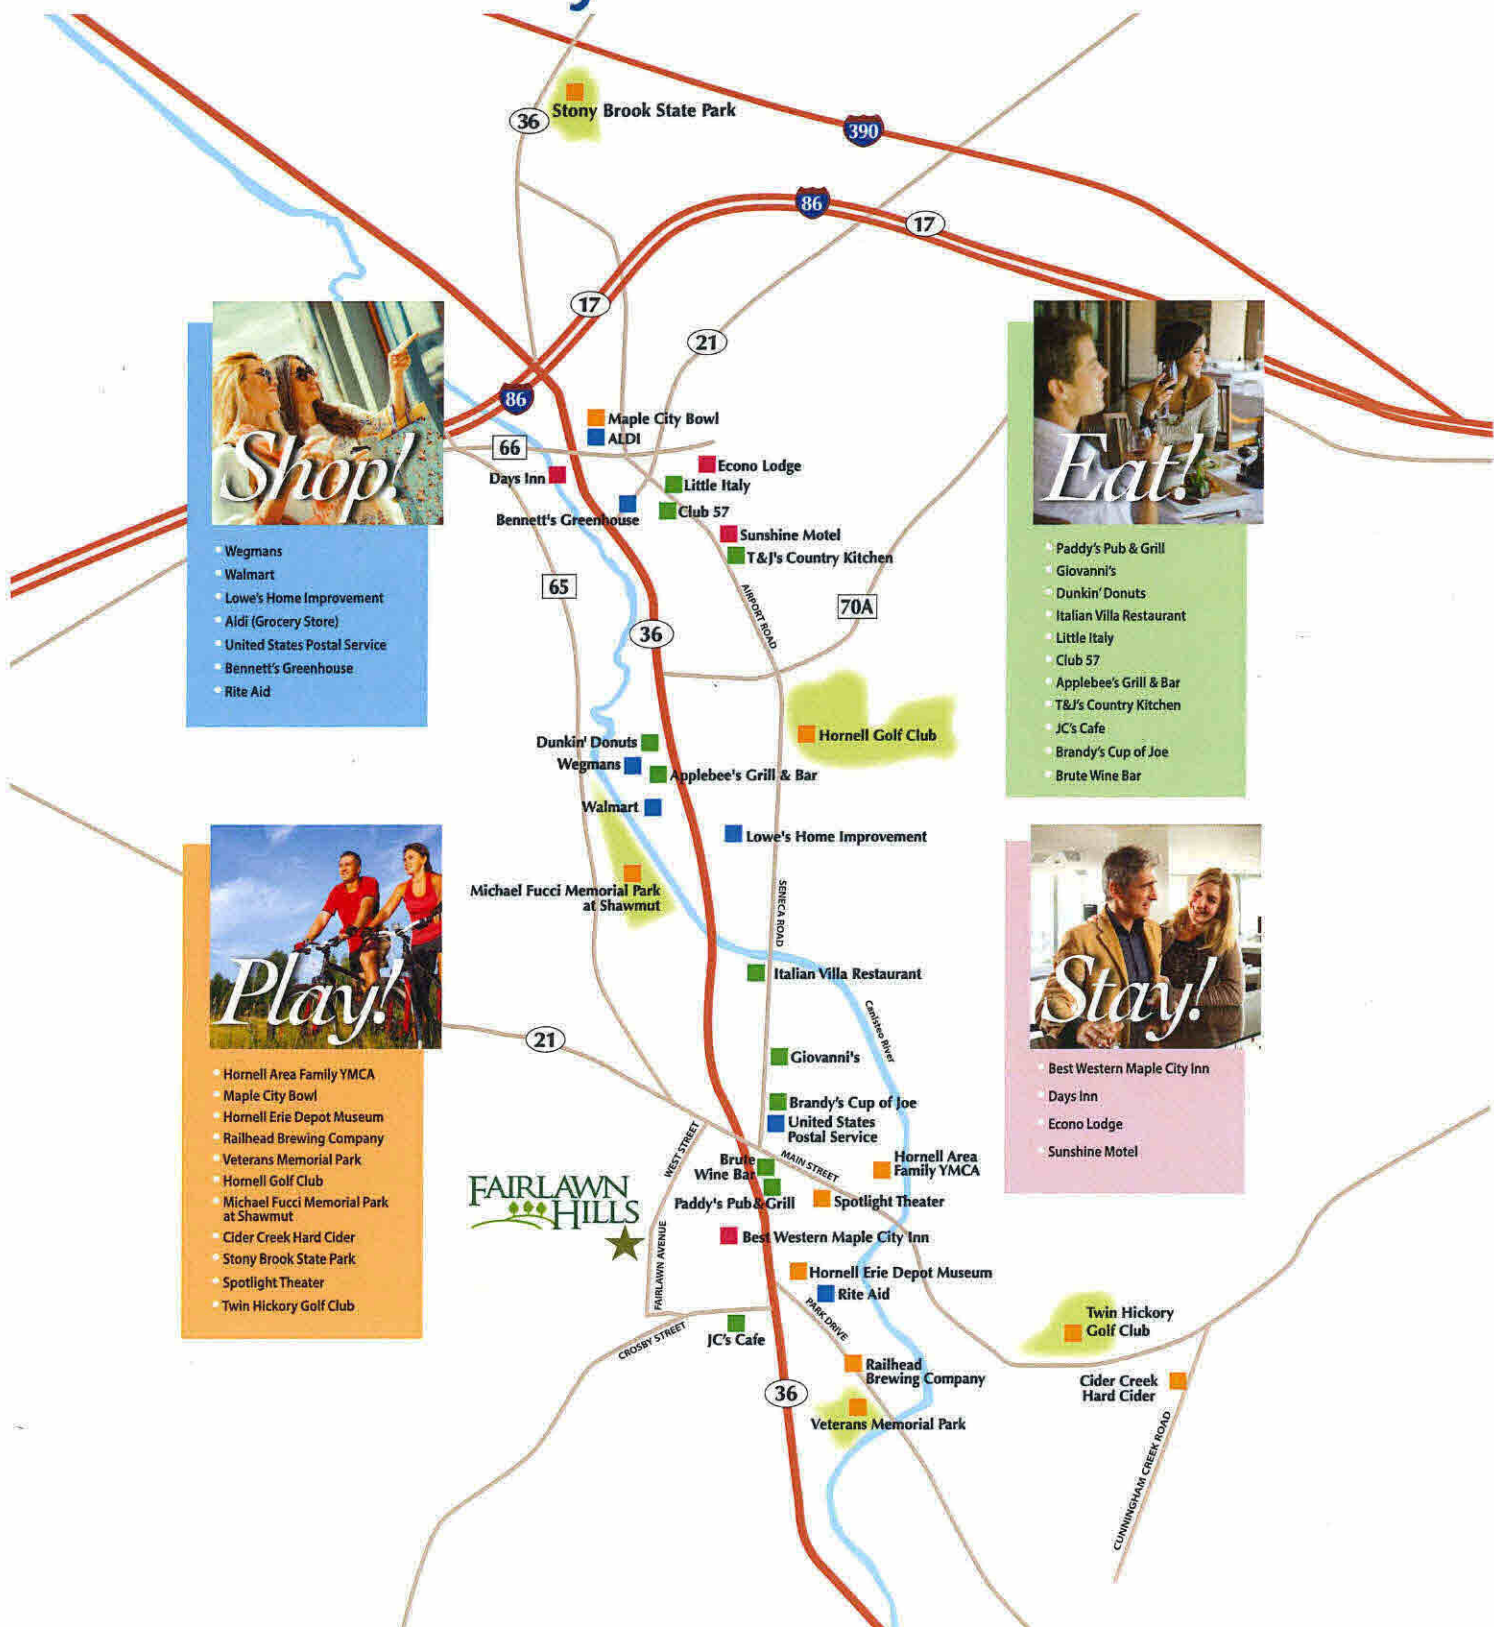 36
Stony Brook State Park
390
86
17
17
21
86
Maple City Bowl
ALDI
66
Days Inn
Econo Lodge
Little Italy
Bennett's Greenhouse
Club 57
Sunshine Motel
T&J's Country Kitchen
65
AIRPORT ROAD
70A
36
Hornell Golf Club
Dunkin' Donuts
Wegmans
Applebee's Grill & Bar
Walmart
Lowe's Home Improvement
Michael Fucci Memorial Park
at Shawmut
SENECA ROAD
Italian Villa Restaurant
Canisteo River
21
Giovanni's
Brandy's Cup of Joe
United States
Postal Service
WEST STREET
MAIN STREET
Brute
Wine Bar
Hornell Area
Family YMCA
Paddy's Pub & Grill
Spotlight Theater
FAIRLAWN
HILLS
FAIRLAWN AVENUE
Best Western Maple City Inn
Hornell Erie Depot Museum
Rite Aid
PARK DRIVE
CROSBY STREET
JC's Cafe
Twin Hickory
Golf Club
Railhead
Brewing Company
36
Cider Creek
Hard Cider
Veterans Memorial Park
CUNNINGHAM CREEK ROAD
Shop!
Wegmans
Walmart
Lowe's Home Improvement
Aldi (Grocery Store)
United States Postal Service
Bennett's Greenhouse
Rite Aid
Eat!
Paddy's Pub & Grill
Giovanni's
Dunkin' Donuts
Italian Villa Restaurant
Little Italy
Club 57
Applebee's Grill & Bar
T&J's Country Kitchen
JC's Cafe
Brandy's Cup of Joe
Brute Wine Bar
Play!
Hornell Area Family YMCA
Maple City Bowl
Hornell Erie Depot Museum
Railhead Brewing Company
Veterans Memorial Park
Hornell Golf Club
Michael Fucci Memorial Park
at Shawmut
Cider Creek Hard Cider
Stony Brook State Park
Spotlight Theater
Twin Hickory Golf Club
Stay!
Best Western Maple City Inn
Days Inn
Econo Lodge
Sunshine Motel